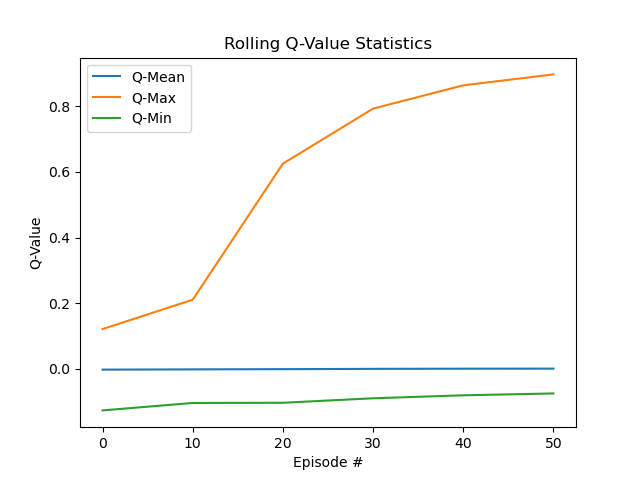 Rolling Q-Value Statistics
Q-Mean
Q-Max
Q-Min
Q-Value
0.8
0.6
0.4
0.2
0.0
0 10 20 30 40 50
Episode #